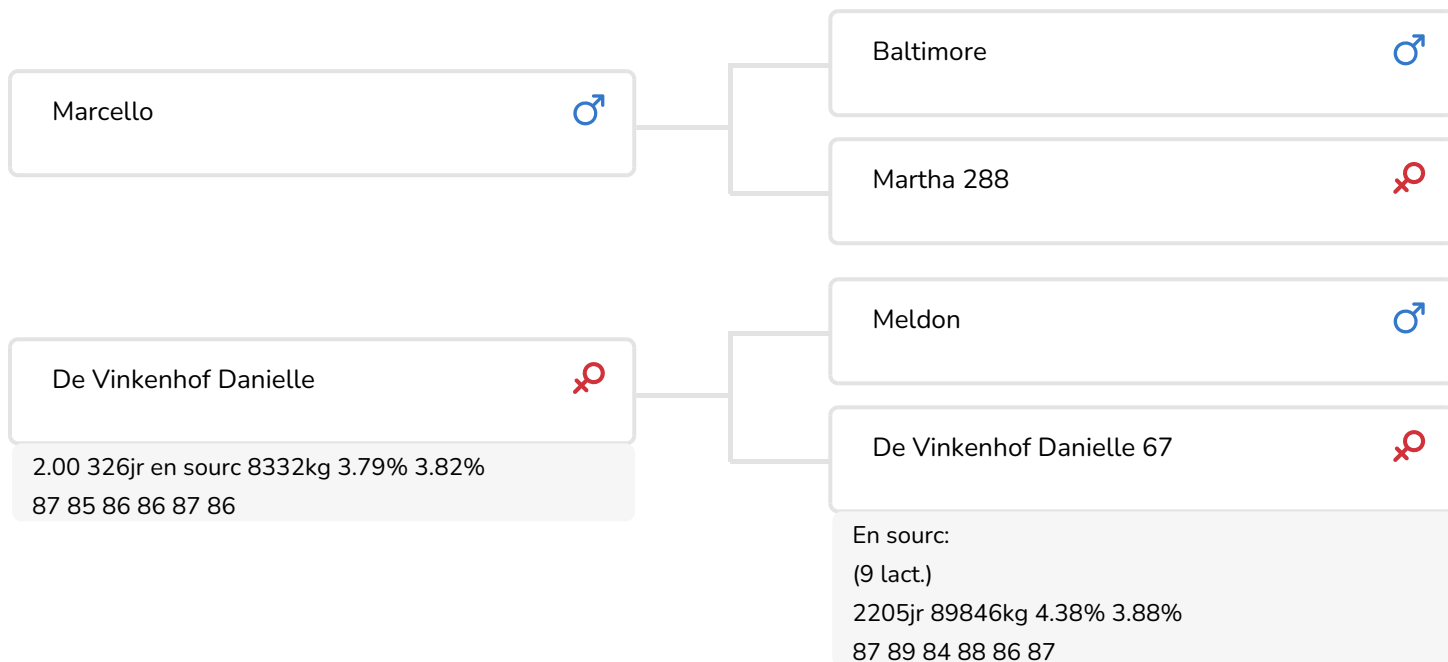 Marcello
Baltimore
Martha 288
De Vinkenhof Danielle
2.00 326jr en sourc 8332kg 3.79% 3.82%
87 85 86 86 87 86
Meldon
De Vinkenhof Danielle 67
En sourc:
(9 lact.)
2205jr 89846kg 4.38% 3.88%
87 89 84 88 86 87